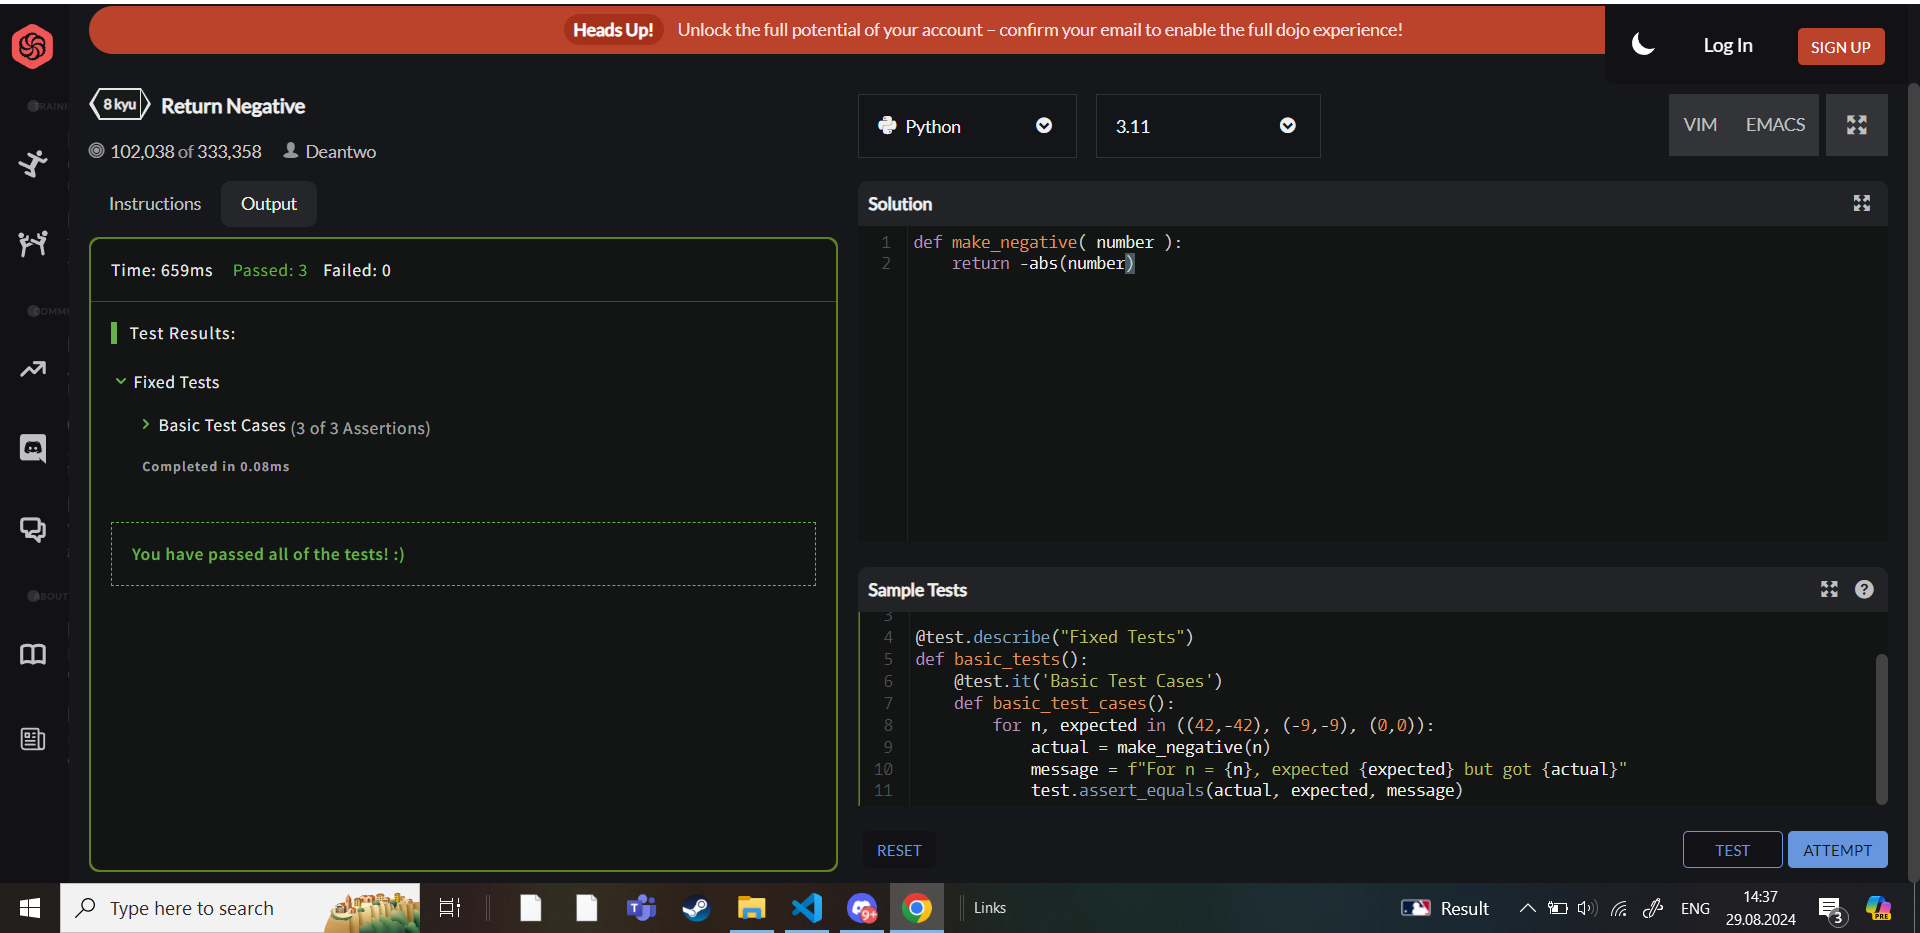 Heads Up! Unlock the full potential of your account – confirm your email to enable the full dojo experience!
Log In
SIGN UP
8 kyu Return Negative
102,038 of 333,358 Deantwo
Python
3.11
VIM EMACS
Instructions Output
Time: 659ms Passed: 3 Failed: 0
Test Results:
Fixed Tests
Basic Test Cases (3 of 3 Assertions)
Completed in 0.08ms
You have passed all of the tests! :)
Solution
1 def make_negative( number ):
2     return -abs(number)
Sample Tests
3
4 @test.describe("Fixed Tests")
5 def basic_tests():
6     @test.it('Basic Test Cases')
7     def basic_test_cases():
8         for n, expected in ((42,-42), (-9,-9), (0,0)):
9             actual = make_negative(n)
10             message = f"For n = {n}, expected {expected} but got {actual}"
11             test.assert_equals(actual, expected, message)
RESET
TEST
ATTEMPT
TRAINI
COMMU
ABOUT
Type here to search
9+
Links
Result
ENG
14:37
29.08.2024
3
PRE